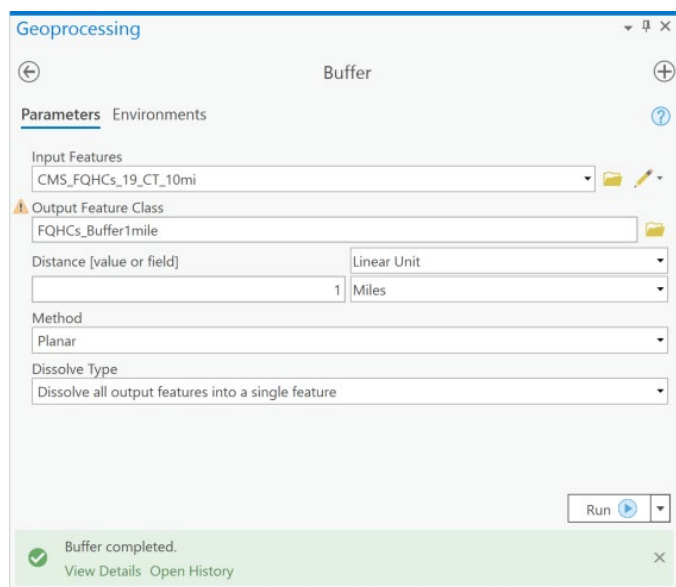 Geoprocessing
Buffer
Parameters Environments
Input Features
CMS_FQHCs_19_CT_10mi
Output Feature Class
FQHCs_Buffer1mile
Distance [value or field] Linear Unit
1 Miles
Method
Planar
Dissolve Type
Dissolve all output features into a single feature
Run
Buffer completed.
View Details Open History